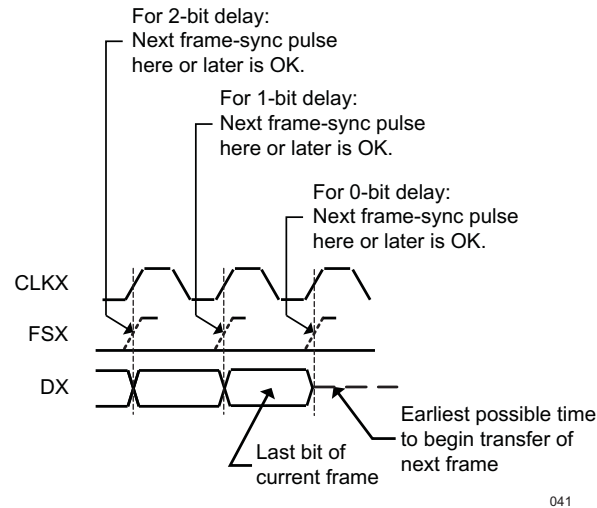 For 2-bit delay:
Next frame-sync pulse
here or later is OK.
For 1-bit delay:
Next frame-sync pulse
here or later is OK.
For 0-bit delay:
Next frame-sync pulse
here or later is OK.
CLKX
FSX
DX
Last bit of
current frame
Earliest possible time
to begin transfer of
next frame
041